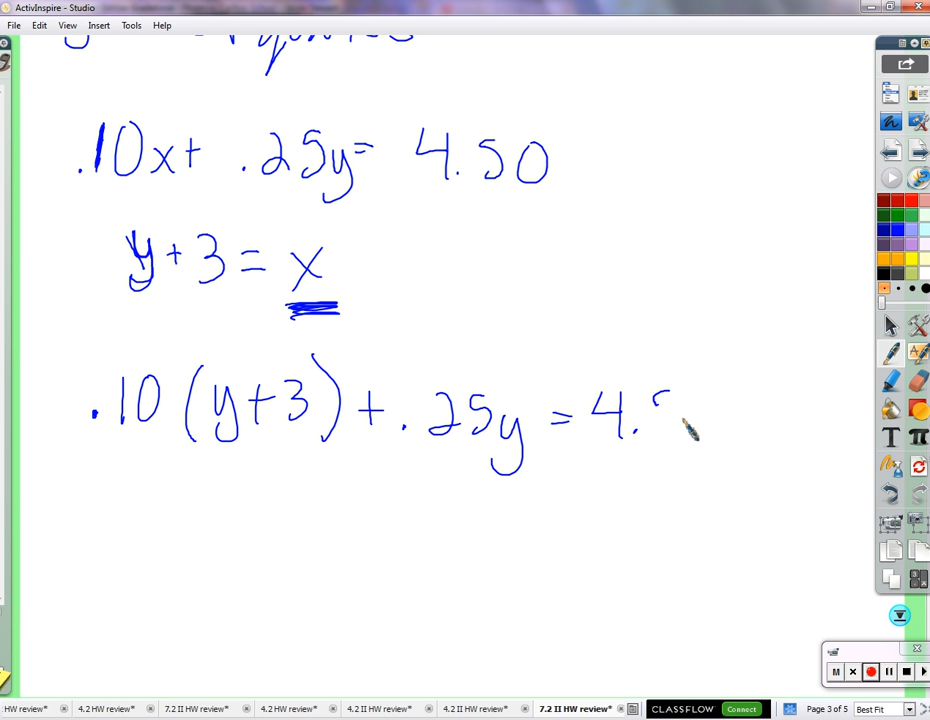 ActivInspire - Studio
File Edit View Insert Tools Help
.10x + .25y = 4.50
y + 3 = x
.10 (y + 3) + .25y = 4.
HW review* 4.2 HW review* 7.2 II HW review* 4.2 HW review* 4.2 II HW review* 4.2 II HW review* 7.2 II HW review* CLASSFLOW Connect Page 3 of 5 Best Fit